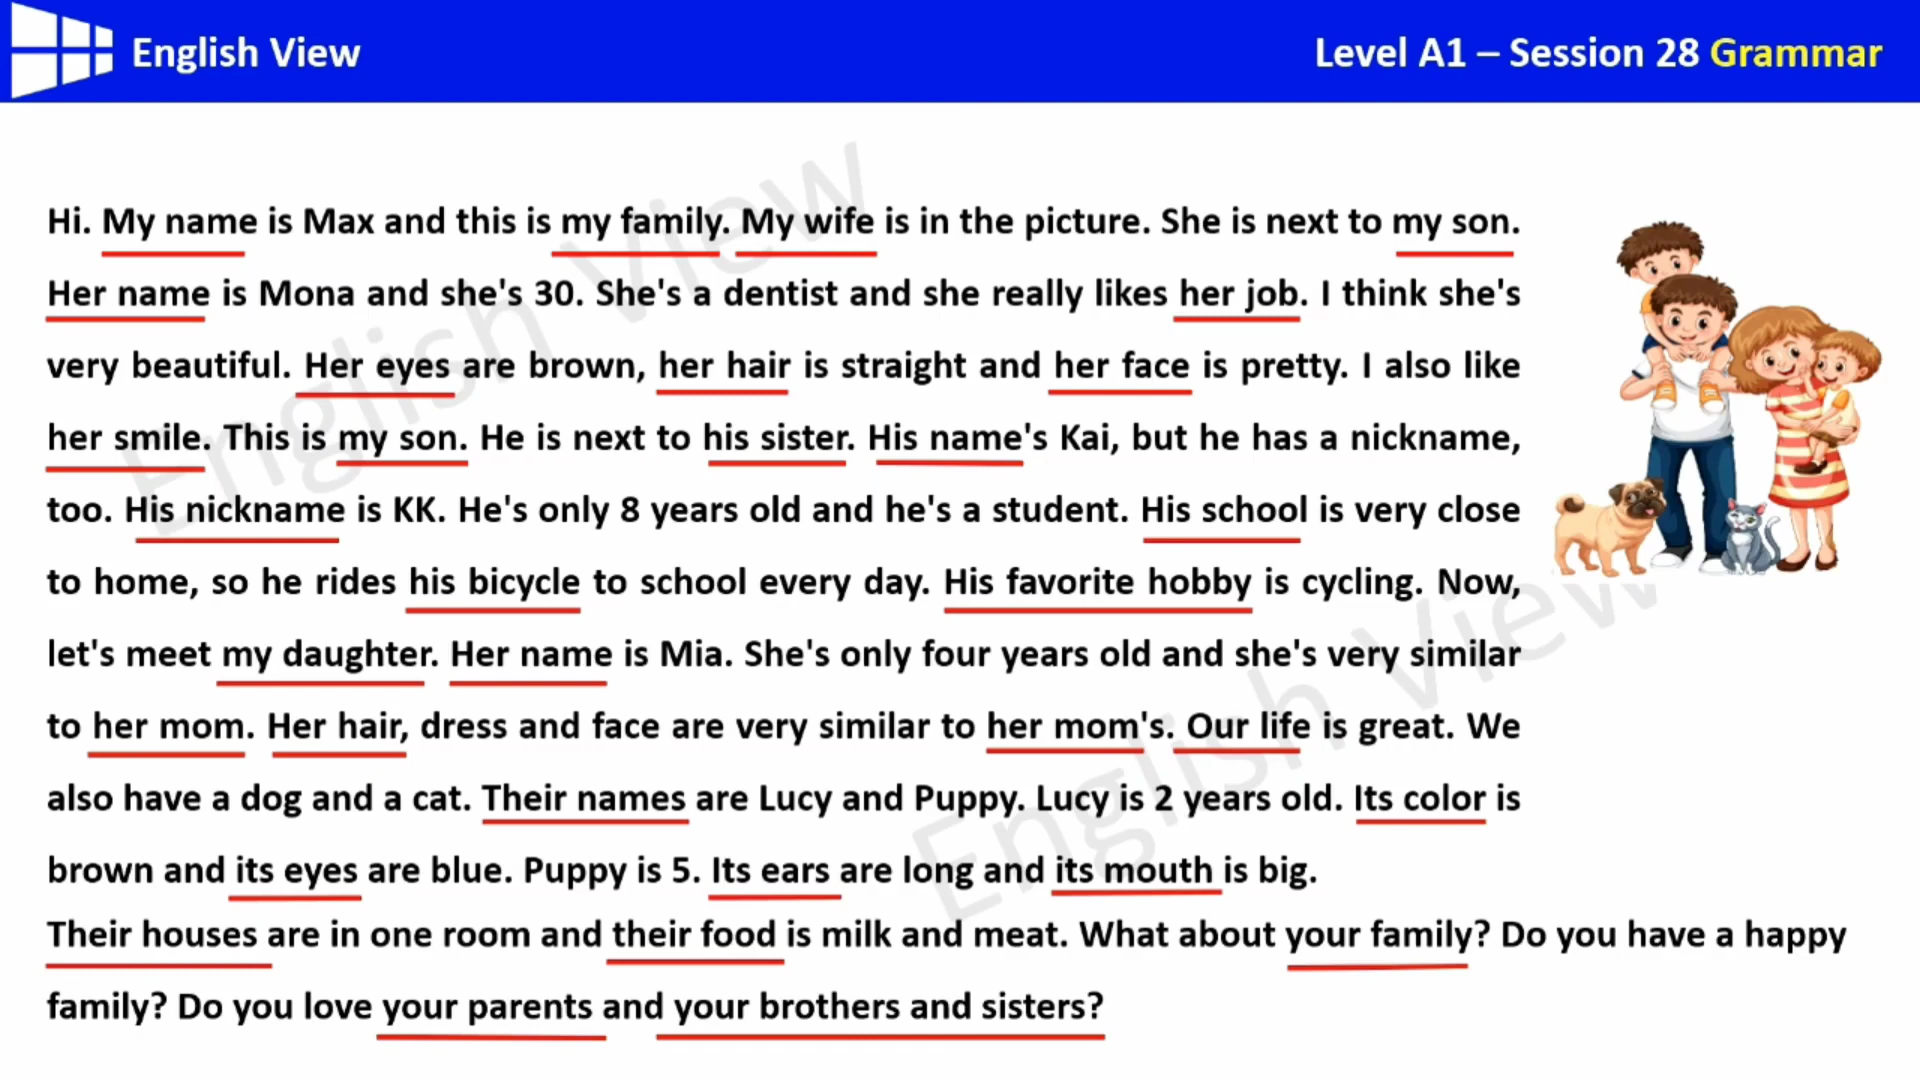 English View
Level A1 – Session 28 Grammar
Hi. My name is Max and this is my family. My wife is in the picture. She is next to my son.
Her name is Mona and she's 30. She's a dentist and she really likes her job. I think she's
very beautiful. Her eyes are brown, her hair is straight and her face is pretty. I also like
her smile. This is my son. He is next to his sister. His name's Kai, but he has a nickname,
too. His nickname is KK. He's only 8 years old and he's a student. His school is very close
to home, so he rides his bicycle to school every day. His favorite hobby is cycling. Now,
let's meet my daughter. Her name is Mia. She's only four years old and she's very similar
to her mom. Her hair, dress and face are very similar to her mom's. Our life is great. We
also have a dog and a cat. Their names are Lucy and Puppy. Lucy is 2 years old. Its color is
brown and its eyes are blue. Puppy is 5. Its ears are long and its mouth is big.
Their houses are in one room and their food is milk and meat. What about your family? Do you have a happy
family? Do you love your parents and your brothers and sisters?
English View
English View